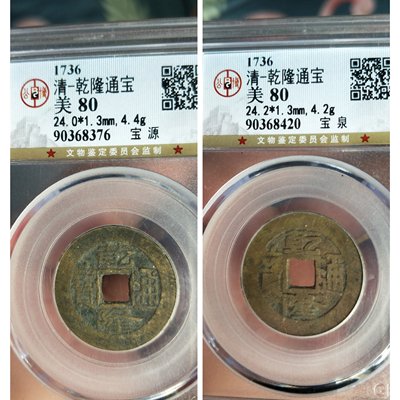 1736
清-乾隆通宝
美 80
24.0*1.3mm,4.4g
90368376 宝 源
★ 文物鉴定委员会监制 ★
乾隆通寶
1736
清-乾隆通宝
美 80
24.2*1.3mm,4.2g
90368420 宝 泉
★ 文物鉴定委员会监制 ★
乾隆通寶